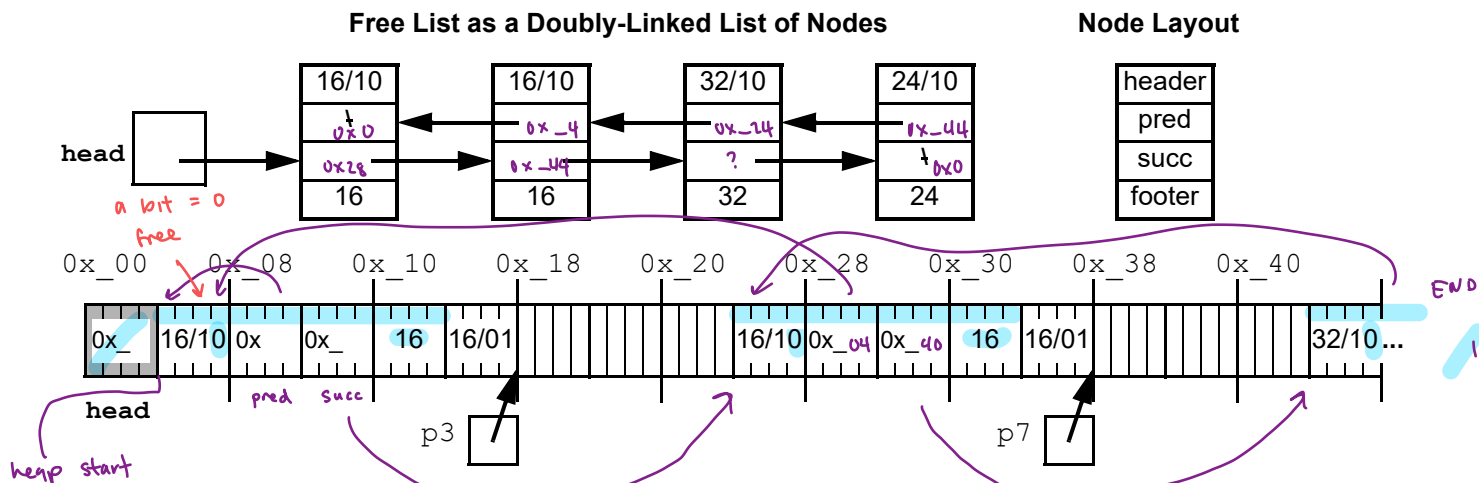 Free List as a Doubly-Linked List of Nodes Node Layout
16/10 16/10 32/10 24/10 header
0x0 0x_4 0x_24 0x_44 pred
head 0x28 0x_44 ? 0x0 succ
16 16 32 24 footer
a bit = 0
free
0x_00 0x_08 0x_10 0x_18 0x_20 0x_28 0x_30 0x_38 0x_40
END
0x_ 16/10 0x 0x_ 16 16/01 16/10 0x_04 0x_40 16 16/01 32/10 ...
head pred succ
p3 p7
heap start